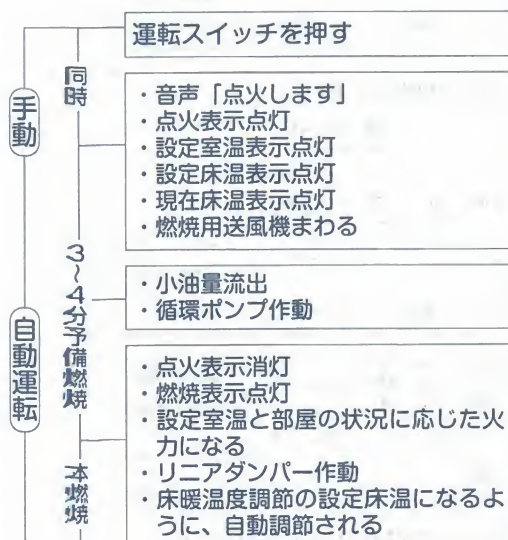 運転スイッチを押す
手動
同時
・音声「点火します」
・点火表示点灯
・設定室温表示点灯
・設定床温表示点灯
・現在床温表示点灯
・燃焼用送風機まわる
自動運転
3～4分予備燃焼
・小油量流出
・循環ポンプ作動
・点火表示消灯
・燃焼表示点灯
・設定室温と部屋の状況に応じた火
力になる
・リニアダンパー作動
・床暖温度調節の設定床温になるよ
うに、自動調節される
本燃焼